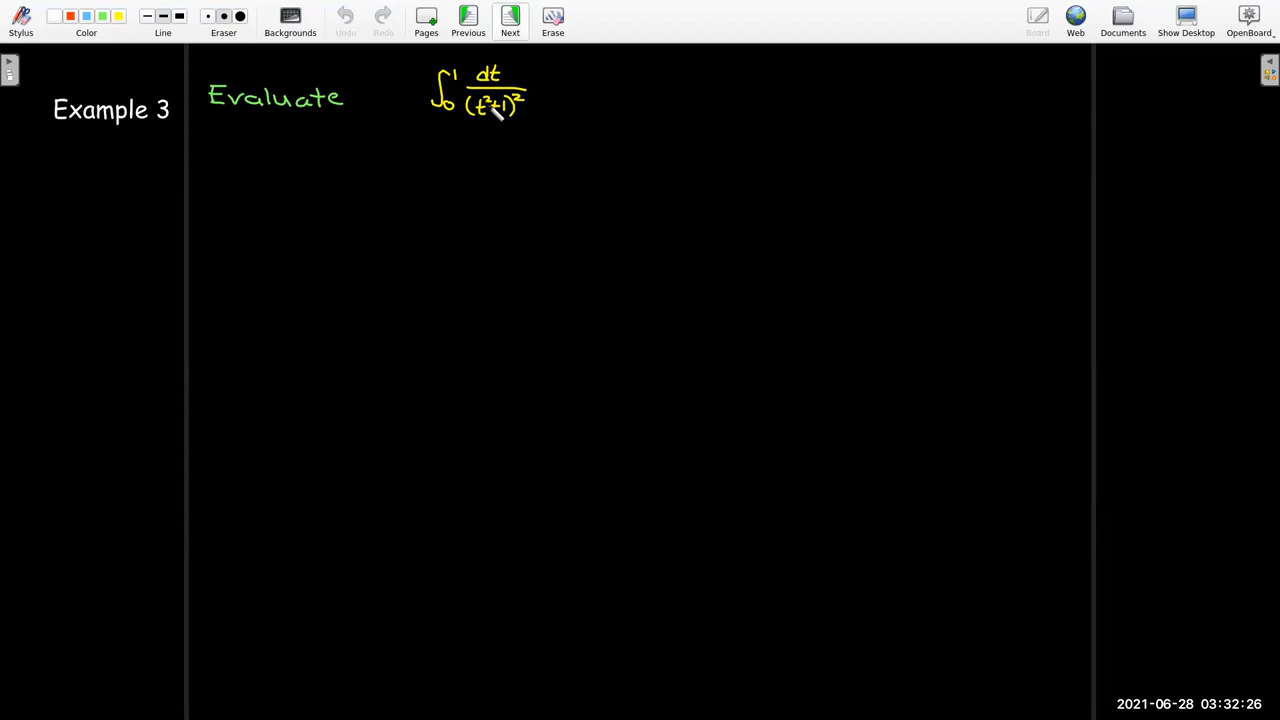 Stylus Color Line Eraser Backgrounds Undo Redo Pages Previous Next Erase Board Web Documents Show Desktop OpenBoard
Example 3 Evaluate ∫₀¹ dt/(t²+1)²
2021-06-28 03:32:26